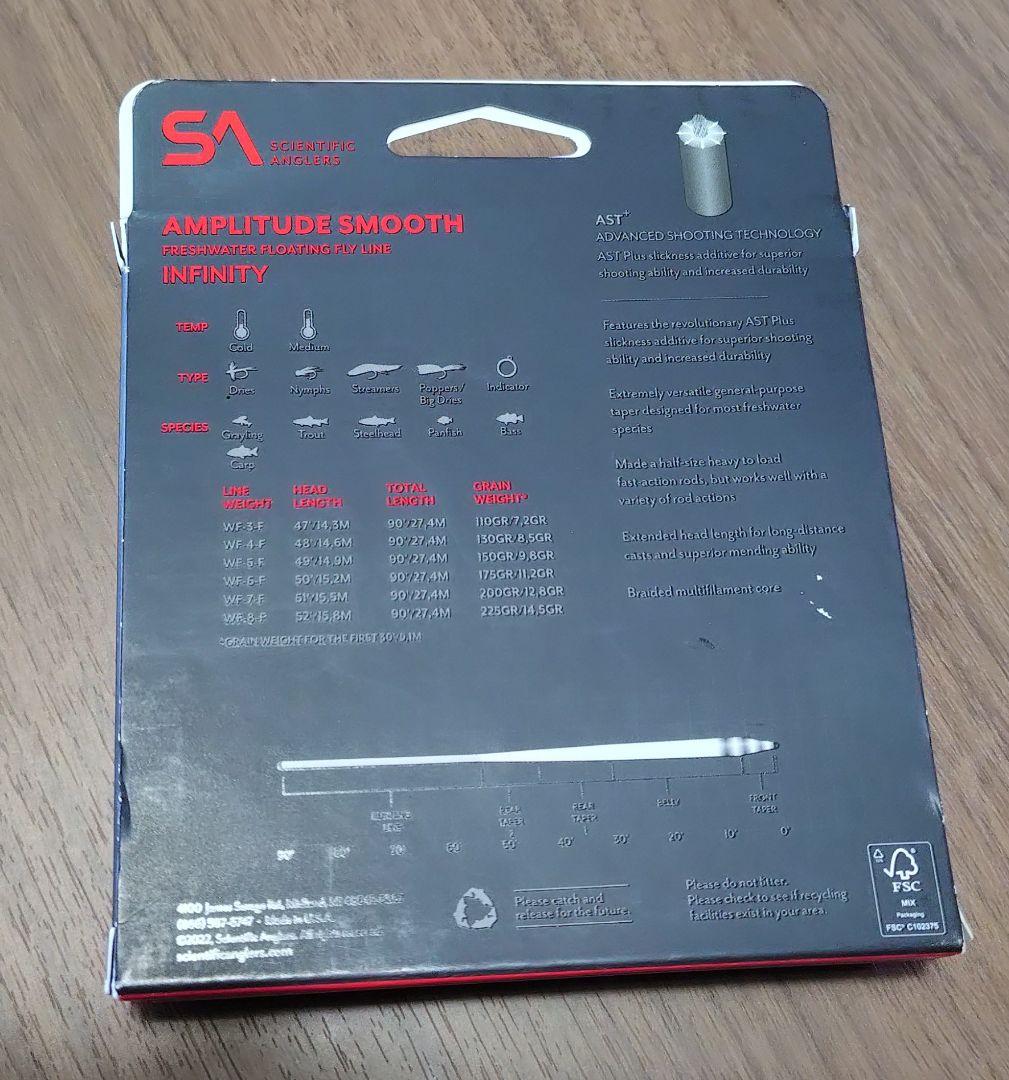 SA SCIENTIFIC
ANGLERS
AMPLITUDE SMOOTH
FRESHWATER FLOATING FLY LINE
INFINITY
TEMP
Cold Medium
TYPE
Dries Nymphs Streamers Poppers/ Indicator
Big Dries
SPECIES
Grayling Trout Steelhead Panfish Bass
Carp
LINE HEAD TOTAL GRAIN
WEIGHT LENGTH LENGTH WEIGHT*
WF-3-F 47'/14,3M 90'/27,4M 110GR/7,2GR
WF-4-F 48'/14,6M 90'/27,4M 130GR/8,5GR
WF-5-F 49'/14,9M 90'/27,4M 150GR/9,8GR
WF-6-F 50'/15,2M 90'/27,4M 175GR/11,2GR
WF-7-F 51'/15,5M 90'/27,4M 200GR/12,8GR
WF-8-F 52'/15,8M 90'/27,4M 225GR/14,5GR
*GRAIN WEIGHT FOR THE FIRST 30'/9,1M
AST+
ADVANCED SHOOTING TECHNOLOGY
AST Plus slickness additive for superior
shooting ability and increased durability
Features the revolutionary AST Plus
slickness additive for superior shooting
ability and increased durability
Extremely versatile general-purpose
taper designed for most freshwater
species
Made a half-size heavy to load
fast-action rods, but works well with a
variety of rod actions
Extended head length for long-distance
casts and superior mending ability
Braided multifilament core
REAR REAR BELLY FRONT
TAPER TAPER TAPER
2 1
90' 80' 70' 60 50' 40' 30' 20' 10' 0'
4100 James Savage Rd, Midland, MI
Made in U.S.A.
©2022, Scientific Anglers. All rights
scientificanglers.com
Please catch and
release for the future.
Please do not litter.
Please check to see if recycling
facilities exist in your area.
FSC
MIX
Packaging
FSC® C102375